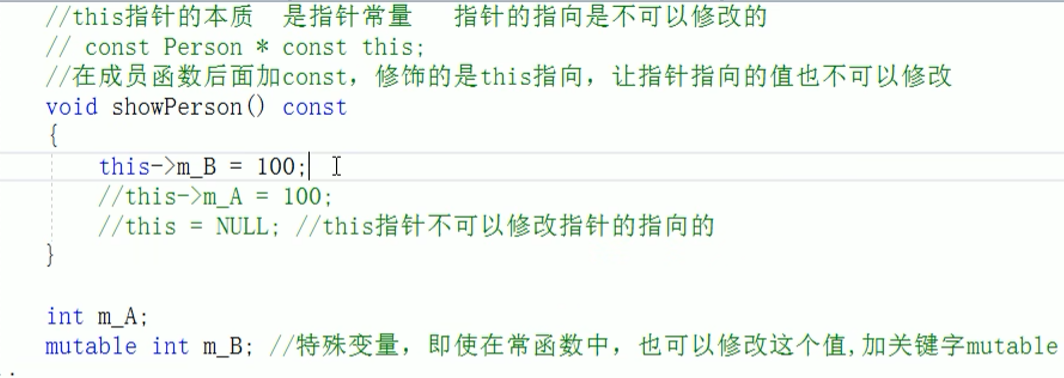 //this指针的本质  是指针常量   指针的指向是不可以修改的
// const Person * const this;
//在成员函数后面加const，修饰的是this指向，让指针指向的值也不可以修改
void showPerson() const
{
    this->m_B = 100;
    //this->m_A = 100;
    //this = NULL; //this指针不可以修改指针的指向的
}

int m_A;
mutable int m_B; //特殊变量，即使在常函数中，也可以修改这个值,加关键字mutable